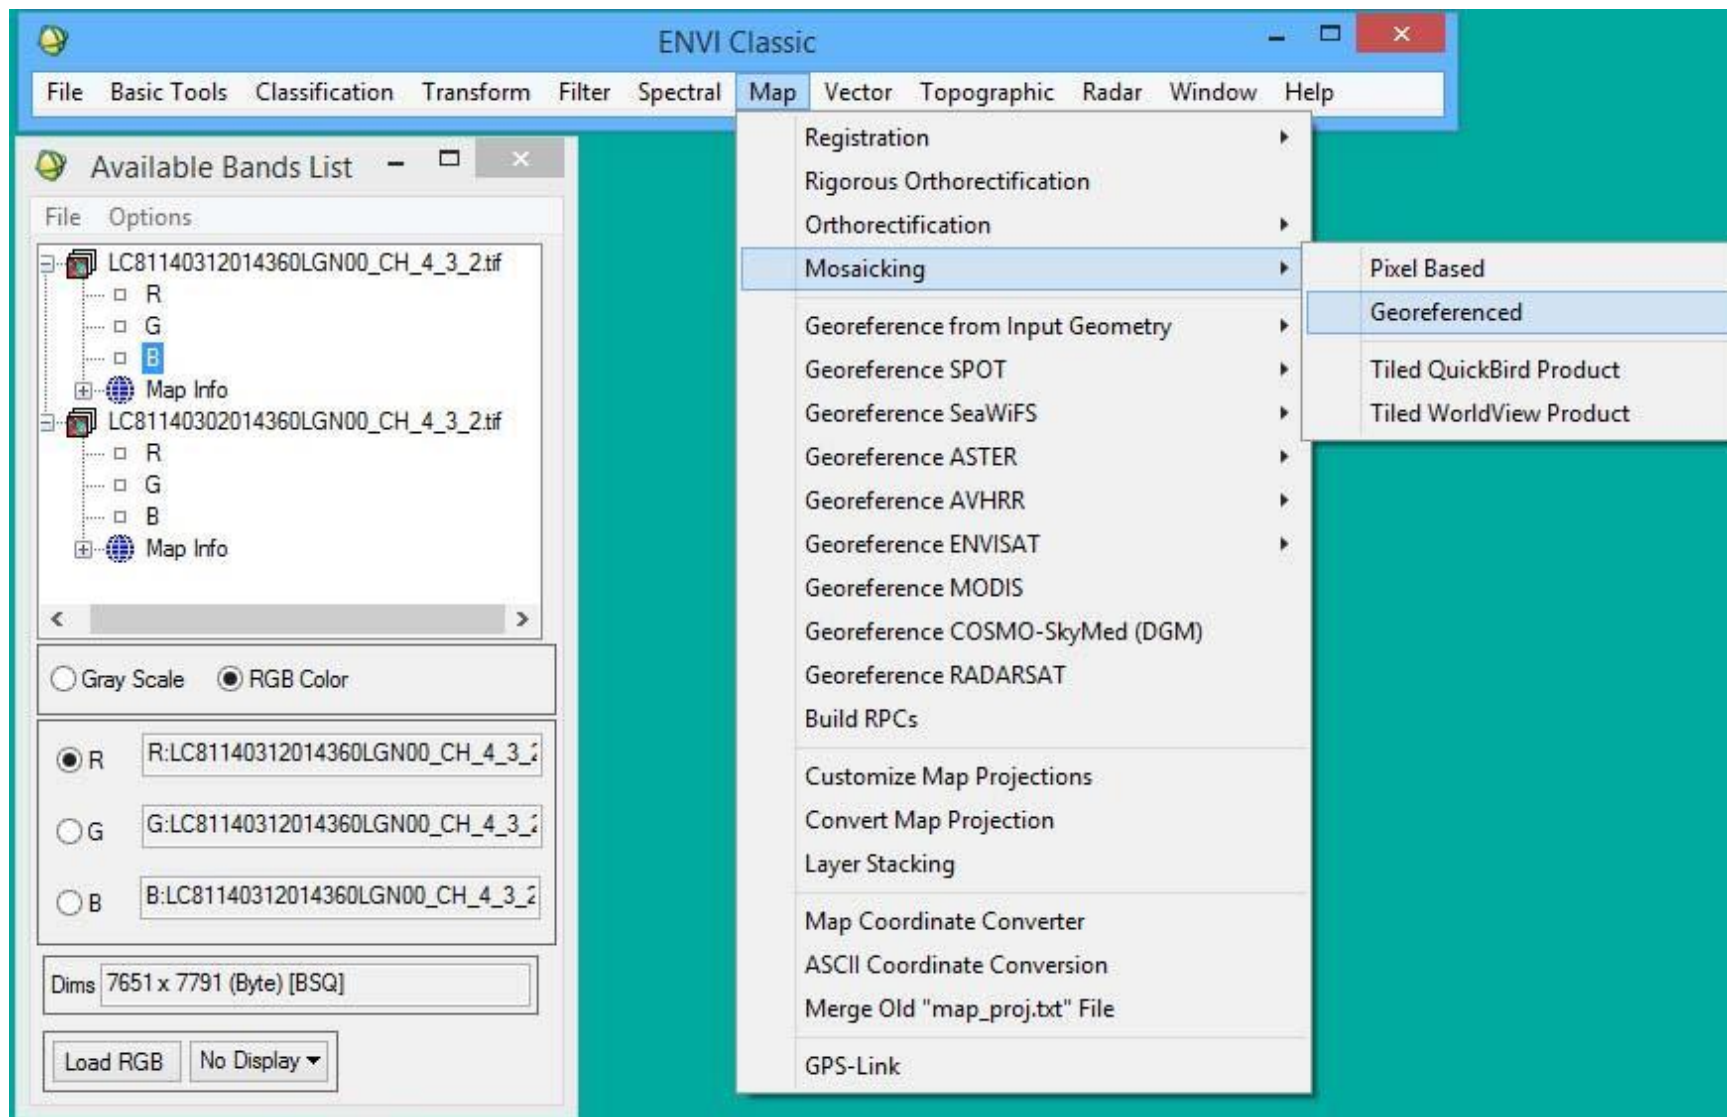 ENVI Classic
File Basic Tools Classification Transform Filter Spectral Map Vector Topographic Radar Window Help
Available Bands List
File Options
LC81140312014360LGN00_CH_4_3_2.tif
R
G
B
Map Info
LC81140302014360LGN00_CH_4_3_2.tif
R
G
B
Map Info
Gray Scale RGB Color
R R:LC81140312014360LGN00_CH_4_3_2
G G:LC81140312014360LGN00_CH_4_3_2
B B:LC81140312014360LGN00_CH_4_3_2
Dims 7651 x 7791 (Byte) [BSQ]
Load RGB No Display
Registration
Rigorous Orthorectification
Orthorectification
Mosaicking
Georeference from Input Geometry
Georeference SPOT
Georeference SeaWiFS
Georeference ASTER
Georeference AVHRR
Georeference ENVISAT
Georeference MODIS
Georeference COSMO-SkyMed (DGM)
Georeference RADARSAT
Build RPCs
Customize Map Projections
Convert Map Projection
Layer Stacking
Map Coordinate Converter
ASCII Coordinate Conversion
Merge Old "map_proj.txt" File
GPS-Link
Pixel Based
Georeferenced
Tiled QuickBird Product
Tiled WorldView Product